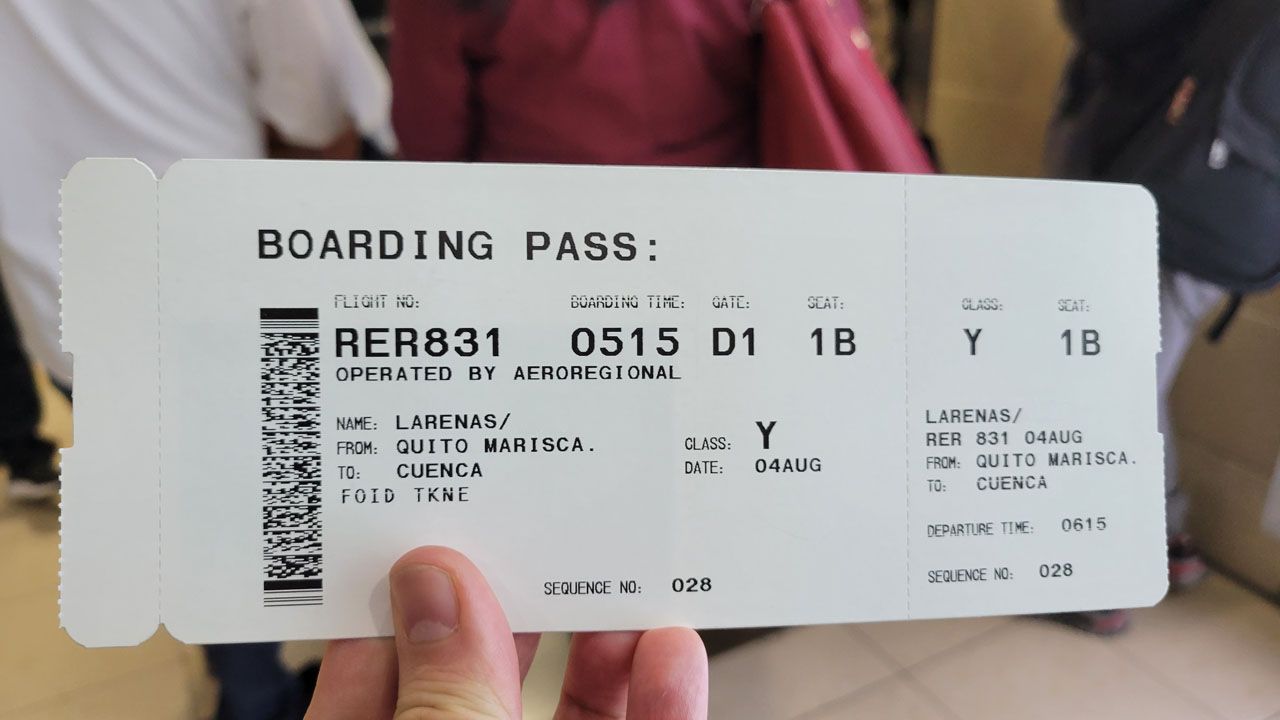 BOARDING PASS:
FLIGHT NO: BOARDING TIME: GATE: SEAT:
RER831 0515 D1 1B
OPERATED BY AEROREGIONAL
NAME: LARENAS/
FROM: QUITO MARISCA.
TO: CUENCA
FOID TKNE
CLASS: Y
DATE: 04AUG
SEQUENCE NO: 028
CLASS: SEAT:
Y 1B
LARENAS/
RER 831 04AUG
FROM: QUITO MARISCA.
TO: CUENCA
DEPARTURE TIME: 0615
SEQUENCE NO: 028